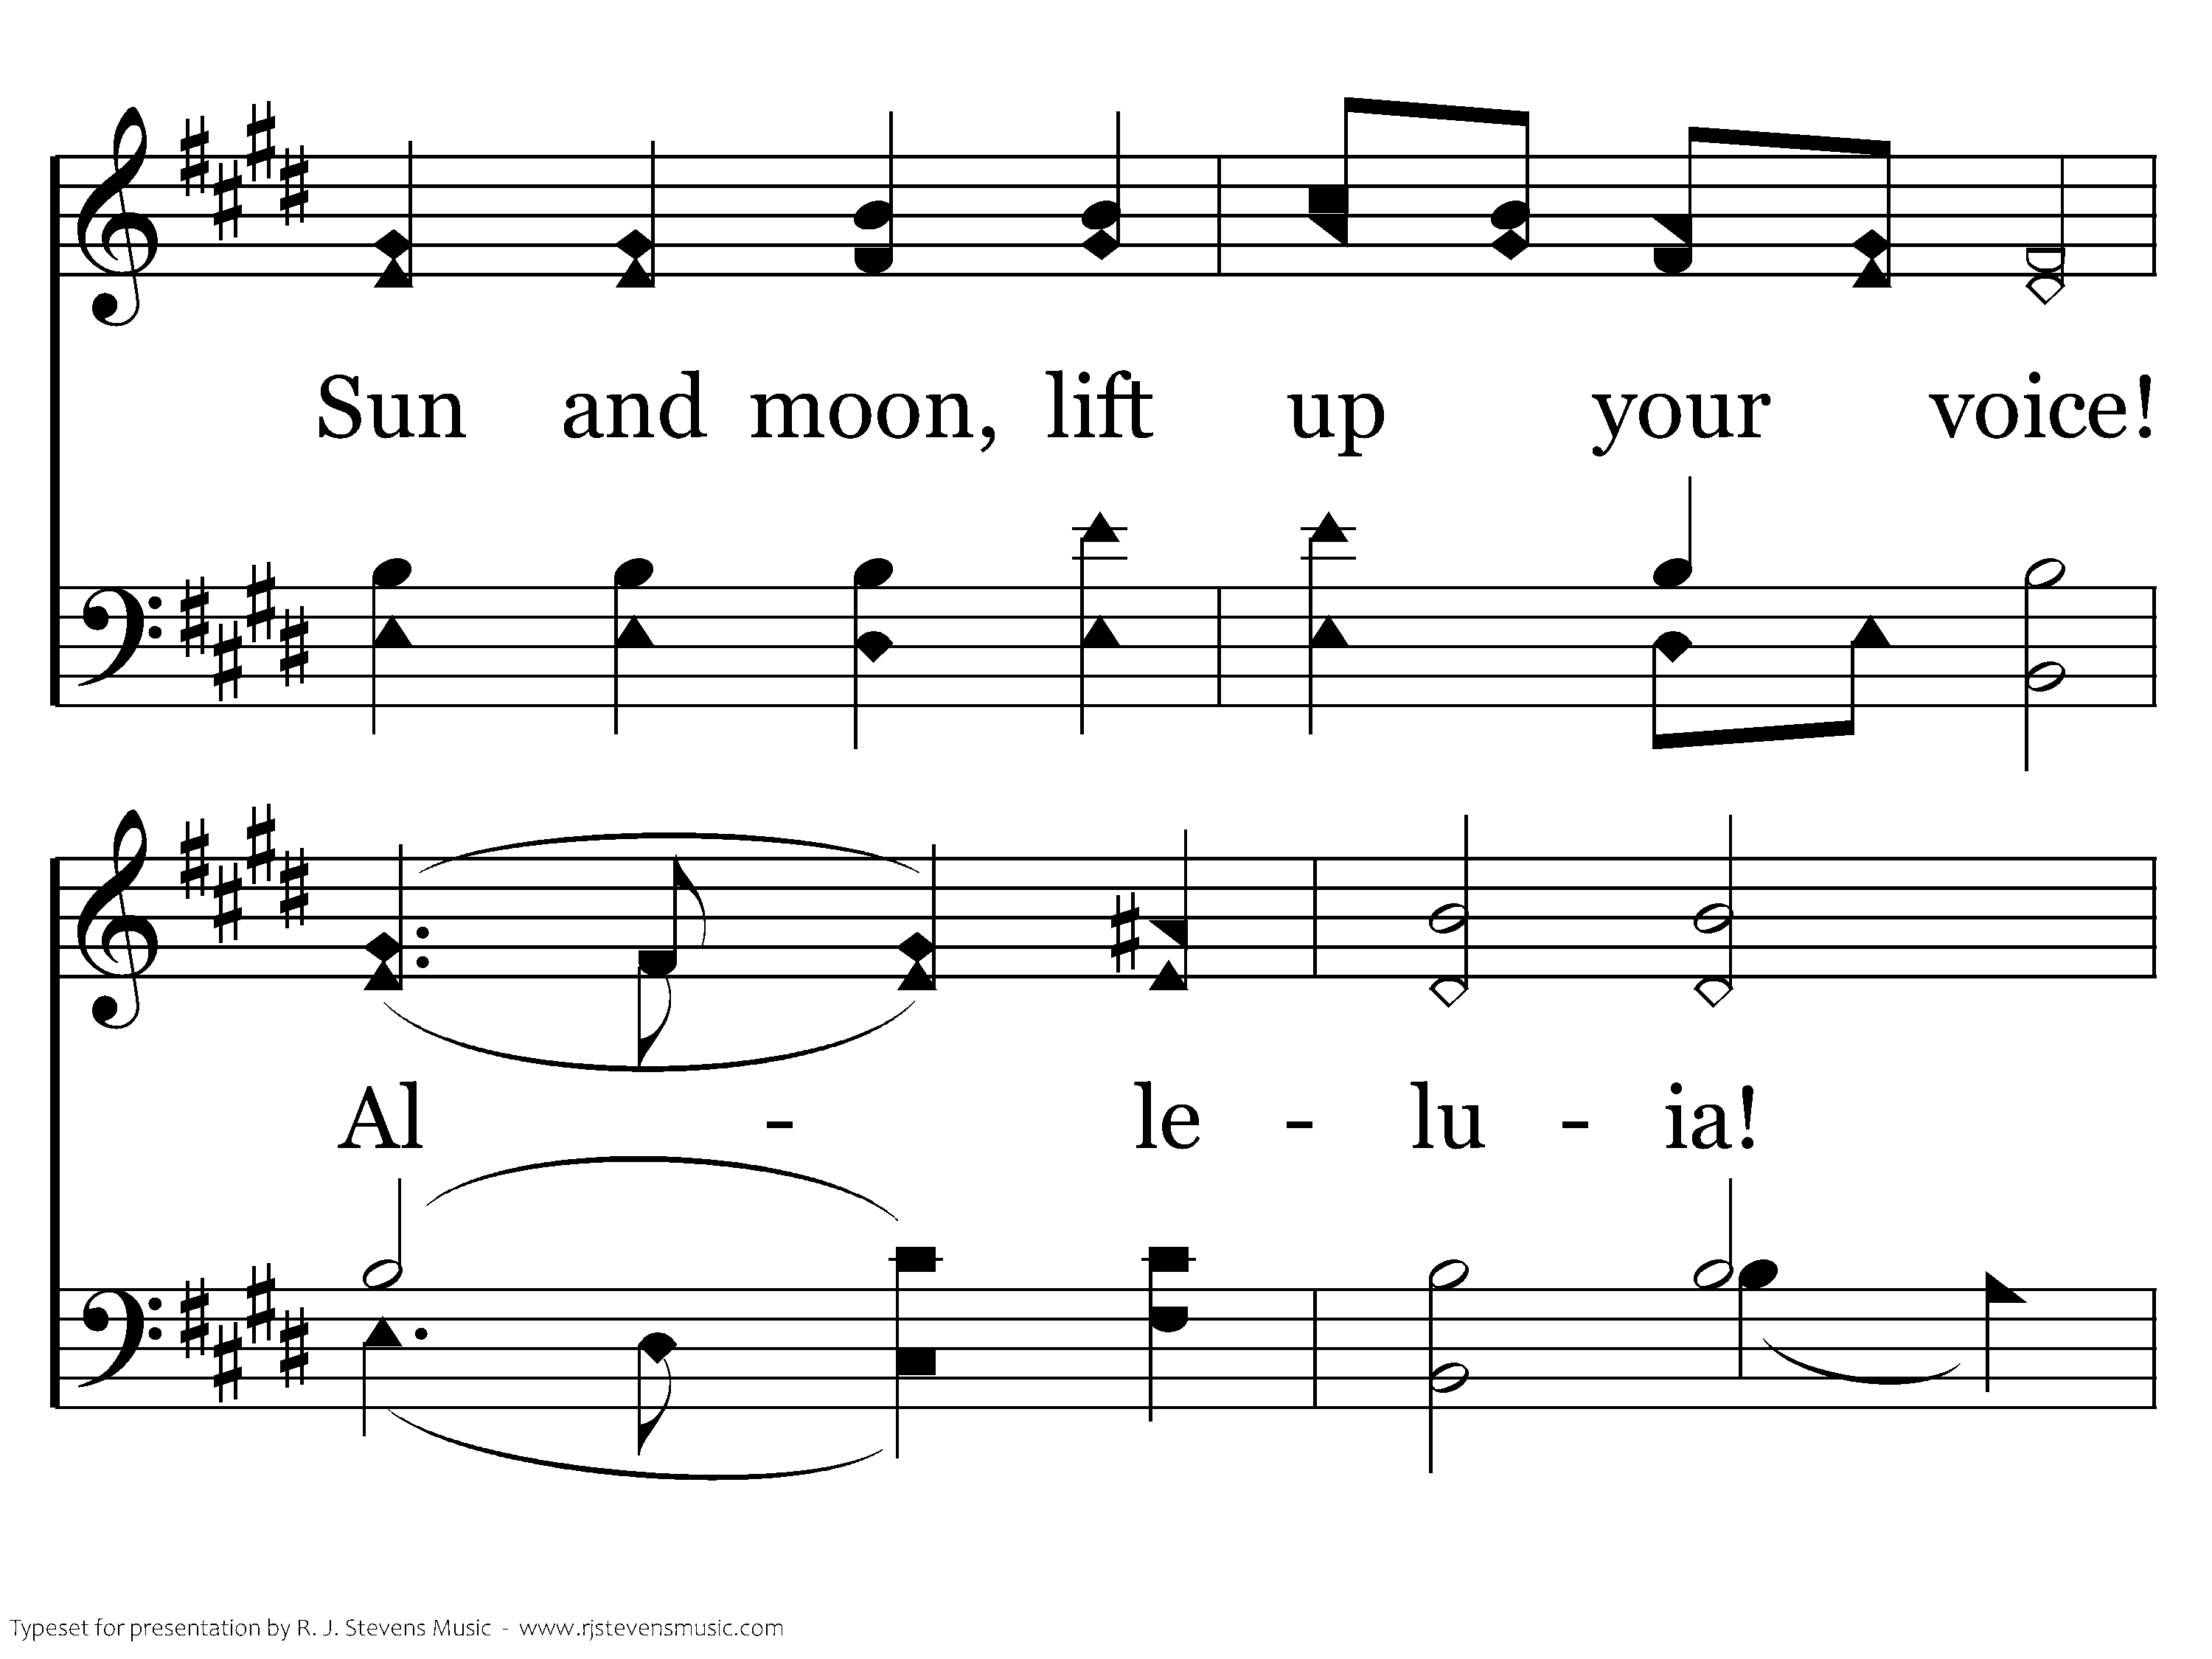 Sun and moon, lift up your voice!
Al - le - lu - ia!
Typeset for presentation by R. J. Stevens Music - www.rjstevensmusic.com